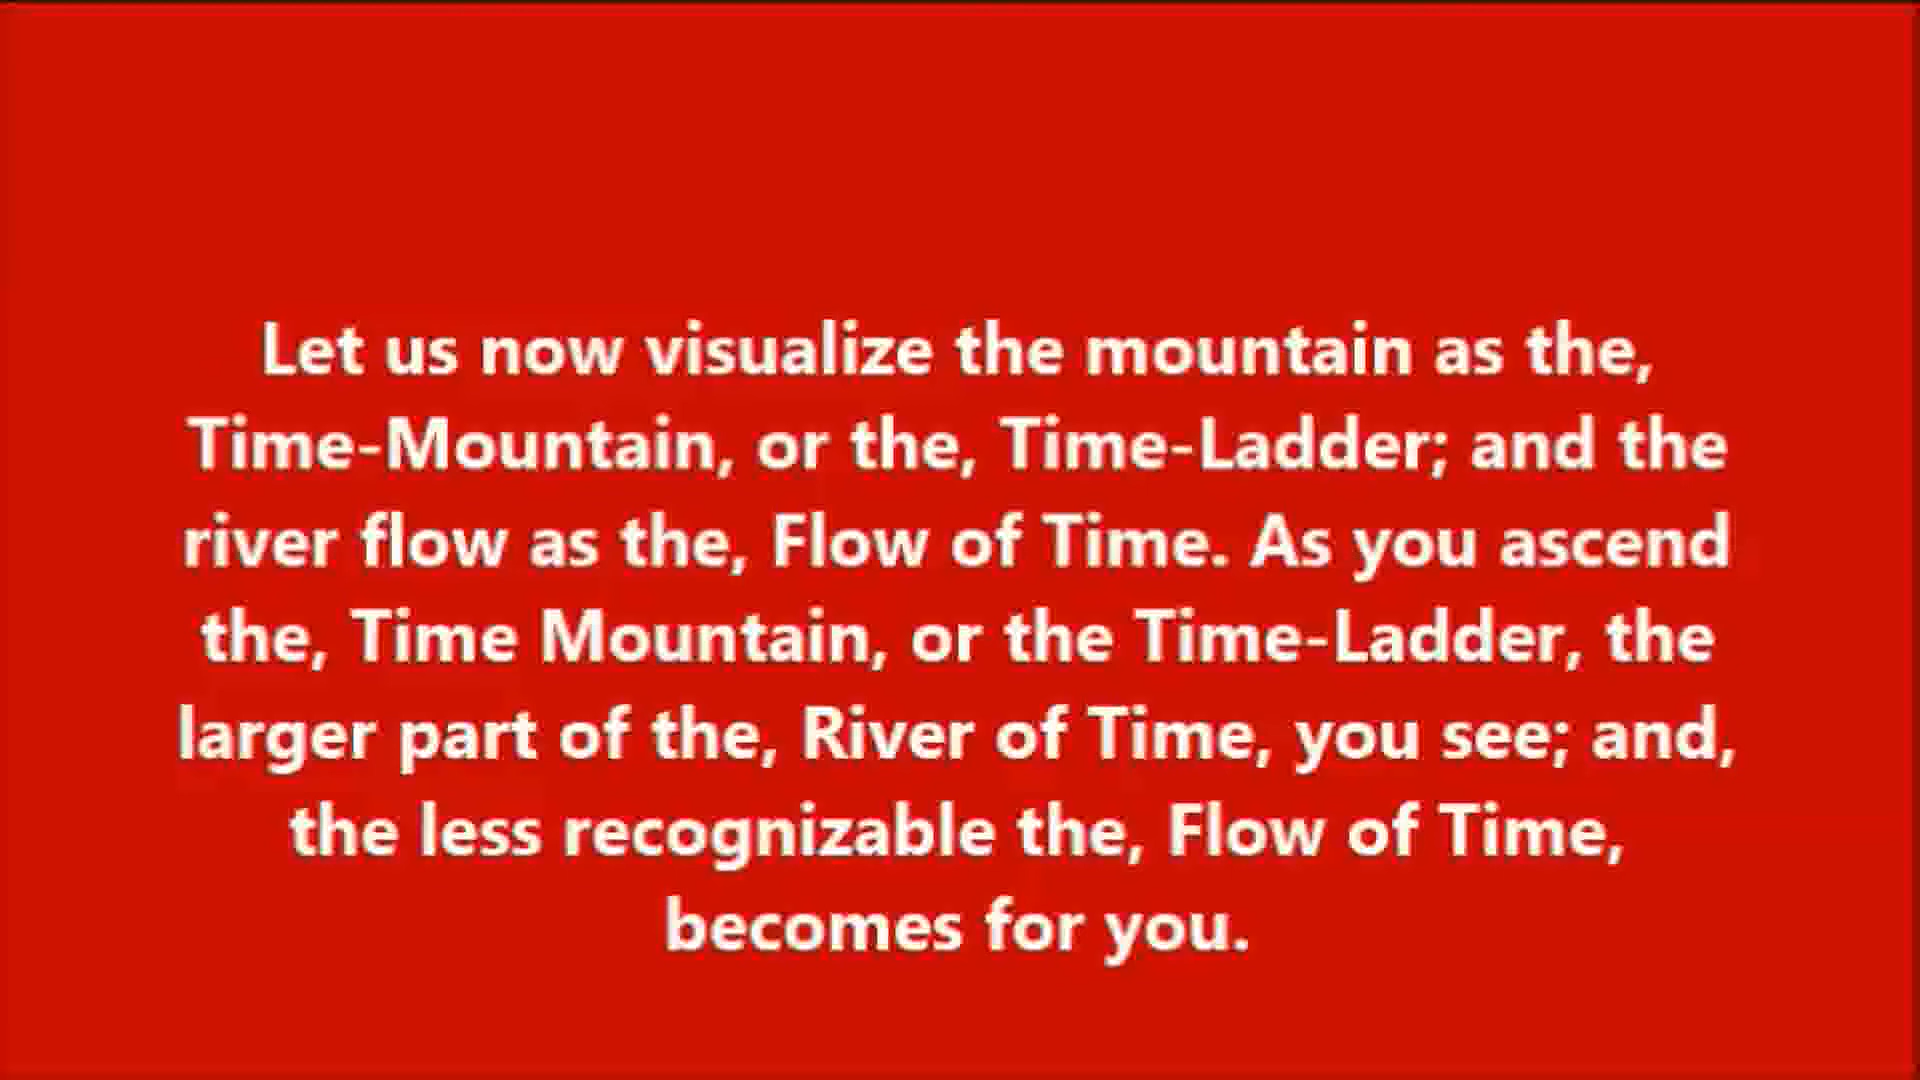 Let us now visualize the mountain as the,
Time-Mountain, or the, Time-Ladder; and the
river flow as the, Flow of Time. As you ascend
the, Time Mountain, or the Time-Ladder, the
larger part of the, River of Time, you see; and,
the less recognizable the, Flow of Time,
becomes for you.